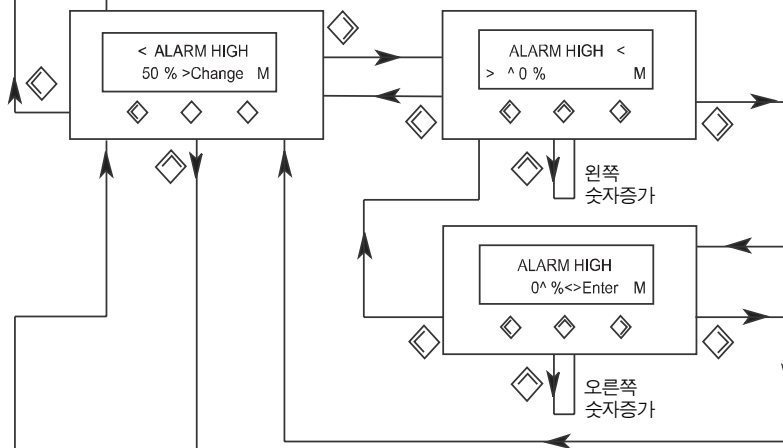 < ALARM HIGH
50 % >Change M
ALARM HIGH <
> ^ 0 % M
왼쪽
숫자증가
ALARM HIGH
0^ %<>Enter M
오른쪽
숫자증가